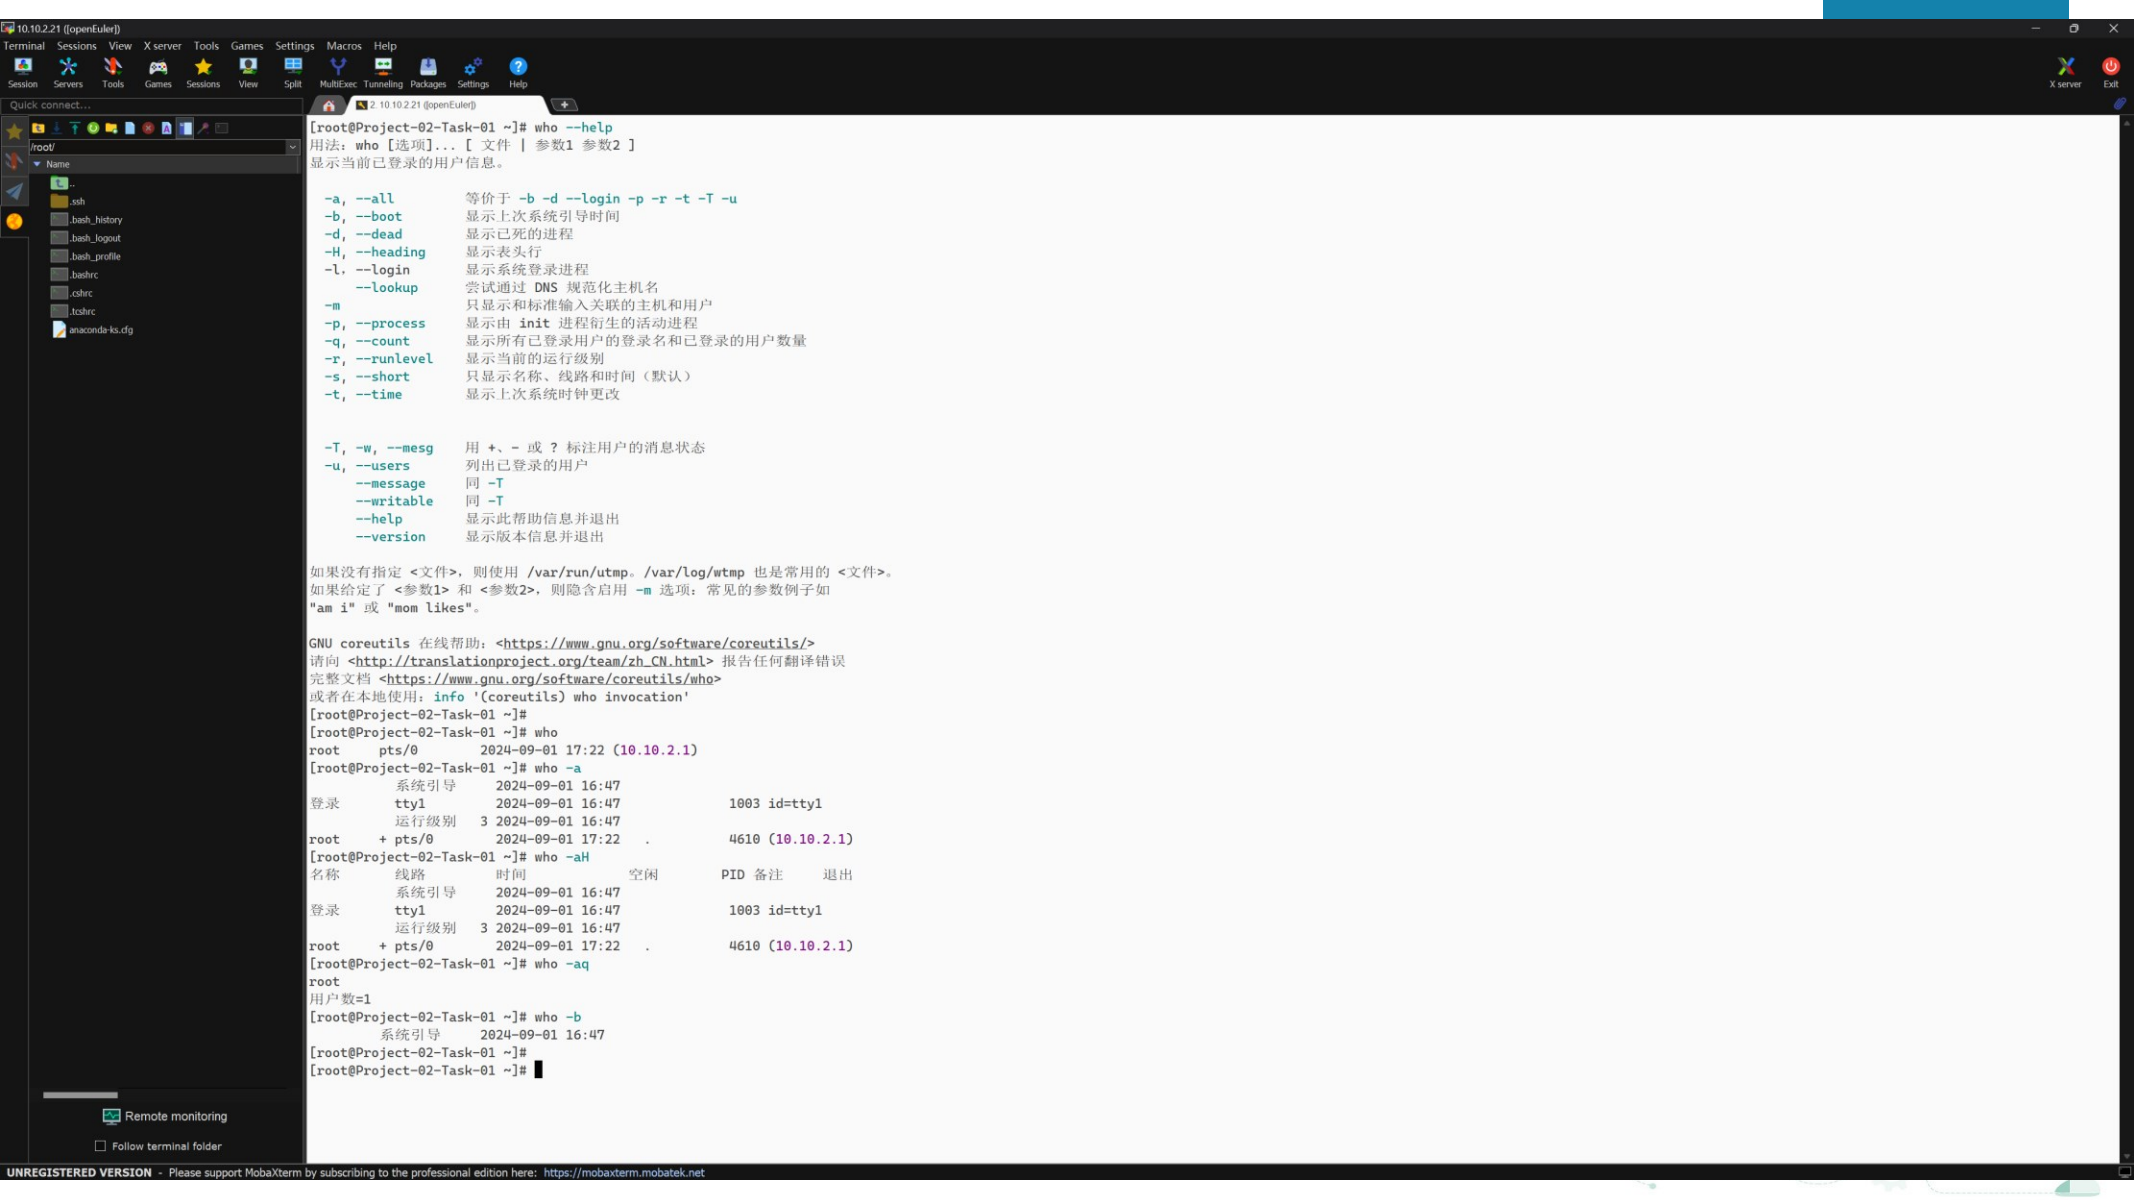 10.10.2.21 ([openEuler])
Terminal Sessions View X server Tools Games Settings Macros Help
Session Servers Tools Games Sessions View Split MultiExec Tunneling Packages Settings Help X server Exit
Quick connect...
2. 10.10.2.21 ([openEuler])
/root/
Name
..
.ssh
.bash_history
.bash_logout
.bash_profile
.bashrc
.cshrc
.tcshrc
anaconda-ks.cfg
[root@Project-02-Task-01 ~]# who --help
用法：who [选项]... [ 文件 | 参数1 参数2 ]
显示当前已登录的用户信息。
-a, --all 等价于 -b -d --login -p -r -t -T -u
-b, --boot 显示上次系统引导时间
-d, --dead 显示已死的进程
-H, --heading 显示表头行
-l，--login 显示系统登录进程
--lookup 尝试通过 DNS 规范化主机名
-m 只显示和标准输入关联的主机和用户
-p, --process 显示由 init 进程衍生的活动进程
-q, --count 显示所有已登录用户的登录名和已登录的用户数量
-r, --runlevel 显示当前的运行级别
-s, --short 只显示名称、线路和时间（默认）
-t, --time 显示上次系统时钟更改
-T, -w, --mesg 用 +、- 或 ? 标注用户的消息状态
-u, --users 列出已登录的用户
--message 同 -T
--writable 同 -T
--help 显示此帮助信息并退出
--version 显示版本信息并退出
如果没有指定 <文件>，则使用 /var/run/utmp。/var/log/wtmp 也是常用的 <文件>。
如果给定了 <参数1> 和 <参数2>，则隐含启用 -m 选项：常见的参数例子如
"am i" 或 "mom likes"。
GNU coreutils 在线帮助：<https://www.gnu.org/software/coreutils/>
请向 <http://translationproject.org/team/zh_CN.html> 报告任何翻译错误
完整文档 <https://www.gnu.org/software/coreutils/who>
或者在本地使用：info '(coreutils) who invocation'
[root@Project-02-Task-01 ~]#
[root@Project-02-Task-01 ~]# who
root pts/0 2024-09-01 17:22 (10.10.2.1)
[root@Project-02-Task-01 ~]# who -a
系统引导 2024-09-01 16:47
登录 tty1 2024-09-01 16:47 1003 id=tty1
运行级别 3 2024-09-01 16:47
root + pts/0 2024-09-01 17:22 . 4610 (10.10.2.1)
[root@Project-02-Task-01 ~]# who -aH
名称 线路 时间 空闲 PID 备注 退出
系统引导 2024-09-01 16:47
登录 tty1 2024-09-01 16:47 1003 id=tty1
运行级别 3 2024-09-01 16:47
root + pts/0 2024-09-01 17:22 . 4610 (10.10.2.1)
[root@Project-02-Task-01 ~]# who -aq
root
用户数=1
[root@Project-02-Task-01 ~]# who -b
系统引导 2024-09-01 16:47
[root@Project-02-Task-01 ~]#
[root@Project-02-Task-01 ~]#
Remote monitoring
Follow terminal folder
UNREGISTERED VERSION - Please support MobaXterm by subscribing to the professional edition here: https://mobaxterm.mobatek.net